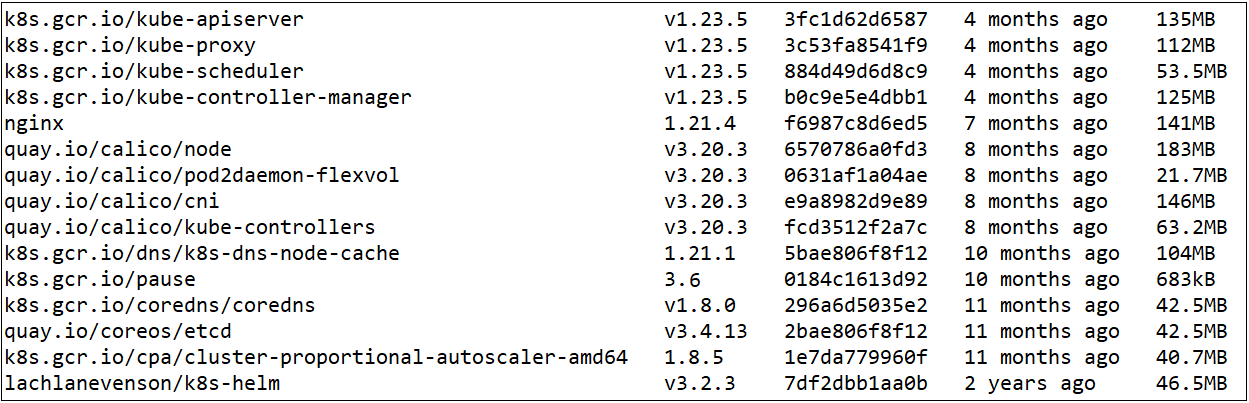 k8s.gcr.io/kube-apiserver v1.23.5 3fc1d62d6587 4 months ago 135MB
k8s.gcr.io/kube-proxy v1.23.5 3c53fa8541f9 4 months ago 112MB
k8s.gcr.io/kube-scheduler v1.23.5 884d49d6d8c9 4 months ago 53.5MB
k8s.gcr.io/kube-controller-manager v1.23.5 b0c9e5e4dbb1 4 months ago 125MB
nginx 1.21.4 f6987c8d6ed5 7 months ago 141MB
quay.io/calico/node v3.20.3 6570786a0fd3 8 months ago 183MB
quay.io/calico/pod2daemon-flexvol v3.20.3 0631af1a04ae 8 months ago 21.7MB
quay.io/calico/cni v3.20.3 e9a8982d9e89 8 months ago 146MB
quay.io/calico/kube-controllers v3.20.3 fcd3512f2a7c 8 months ago 63.2MB
k8s.gcr.io/dns/k8s-dns-node-cache 1.21.1 5bae806f8f12 10 months ago 104MB
k8s.gcr.io/pause 3.6 0184c1613d92 10 months ago 683kB
k8s.gcr.io/coredns/coredns v1.8.0 296a6d5035e2 11 months ago 42.5MB
quay.io/coreos/etcd v3.4.13 2bae806f8f12 11 months ago 42.5MB
k8s.gcr.io/cpa/cluster-proportional-autoscaler-amd64 1.8.5 1e7da779960f 11 months ago 40.7MB
lachlanevenson/k8s-helm v3.2.3 7df2dbb1aa0b 2 years ago 46.5MB